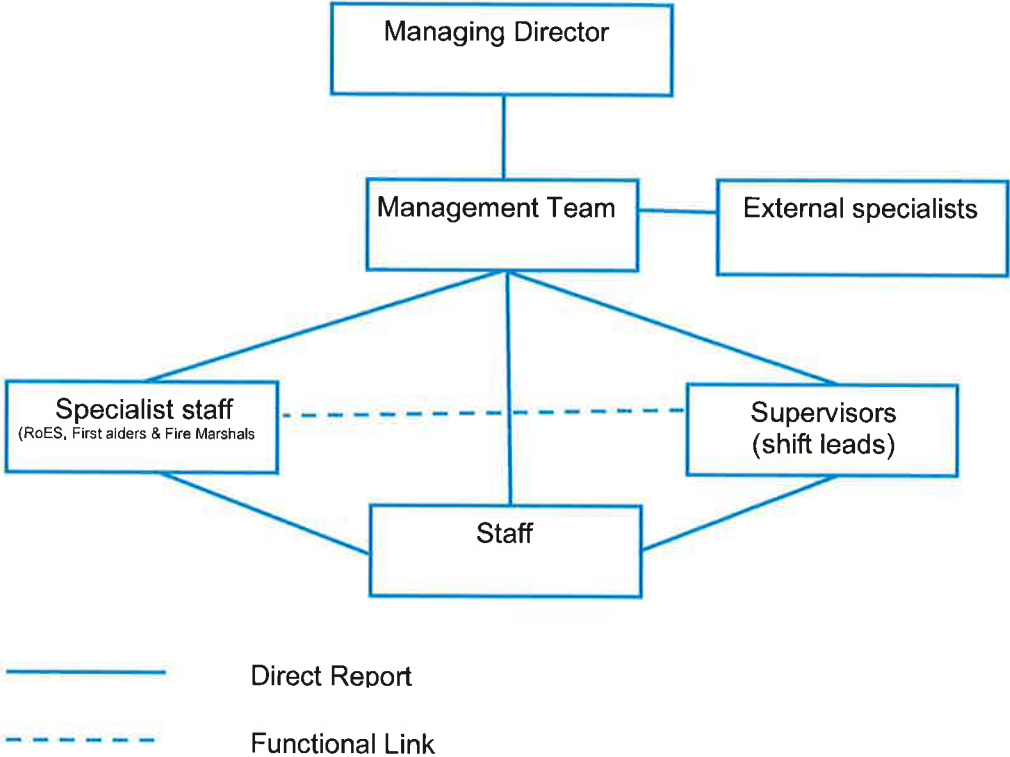 Managing Director
Management Team
External specialists
Specialist staff
(RoES, First aiders & Fire Marshals
Supervisors
(shift leads)
Staff
Direct Report
Functional Link